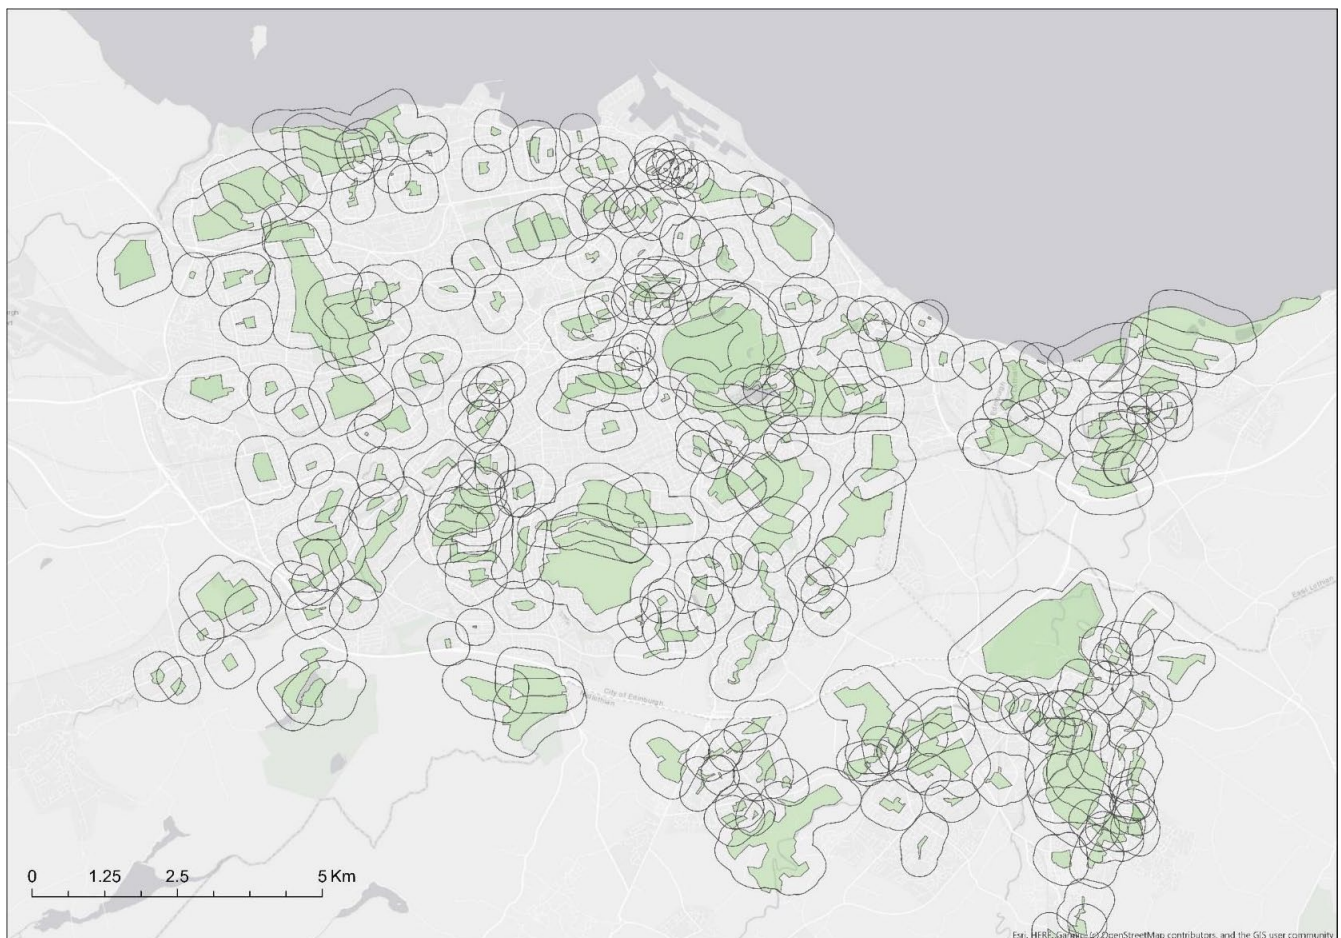 City of Edinburgh
Midlothian
East Lothian
0 1.25 2.5 5 Km
Esri, HERE, Garmin, (c) OpenStreetMap contributors, and the GIS user community